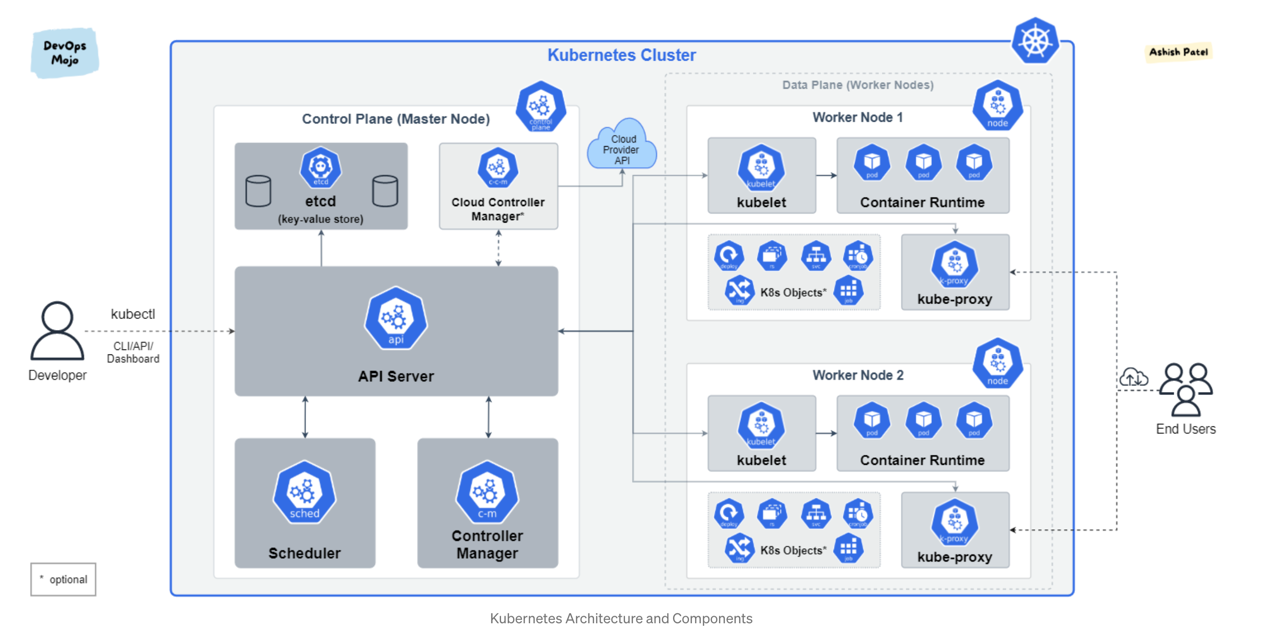 DevOps
Mojo
Kubernetes Cluster
Ashish Patel
Control Plane (Master Node)
control
plane
etcd
etcd
(key-value store)
c-c-m
Cloud Controller
Manager*
Cloud
Provider
API
Data Plane (Worker Nodes)
Worker Node 1
node
kubelet
kubelet
pod
pod
pod
Container Runtime
deploy
rs
svc
cronjob
ing
K8s Objects*
job
k-proxy
kube-proxy
kubectl
CLI/API/
Dashboard
Developer
api
API Server
sched
Scheduler
c-m
Controller
Manager
Worker Node 2
node
kubelet
kubelet
pod
pod
pod
Container Runtime
deploy
rs
svc
cronjob
ing
K8s Objects*
job
k-proxy
kube-proxy
End Users
* optional
Kubernetes Architecture and Components